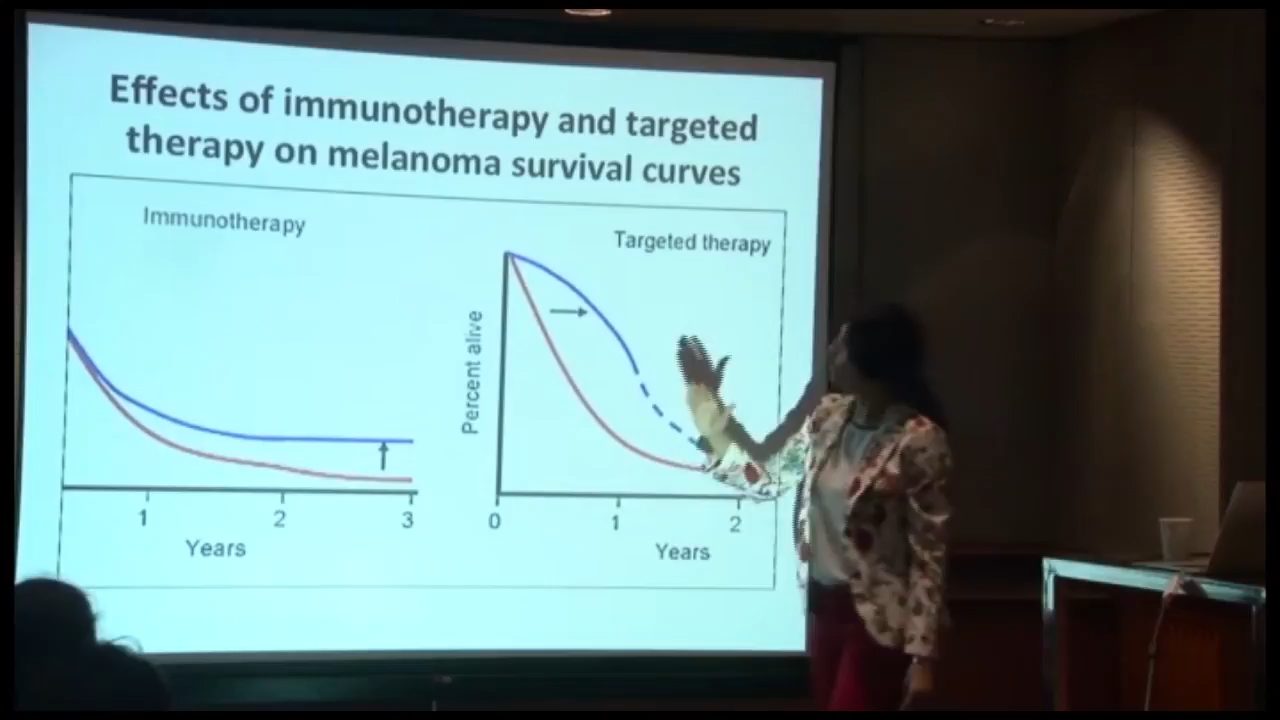 Effects of immunotherapy and targeted
therapy on melanoma survival curves
Immunotherapy
1 2 3
Years
Targeted therapy
Percent alive
0 1 2
Years